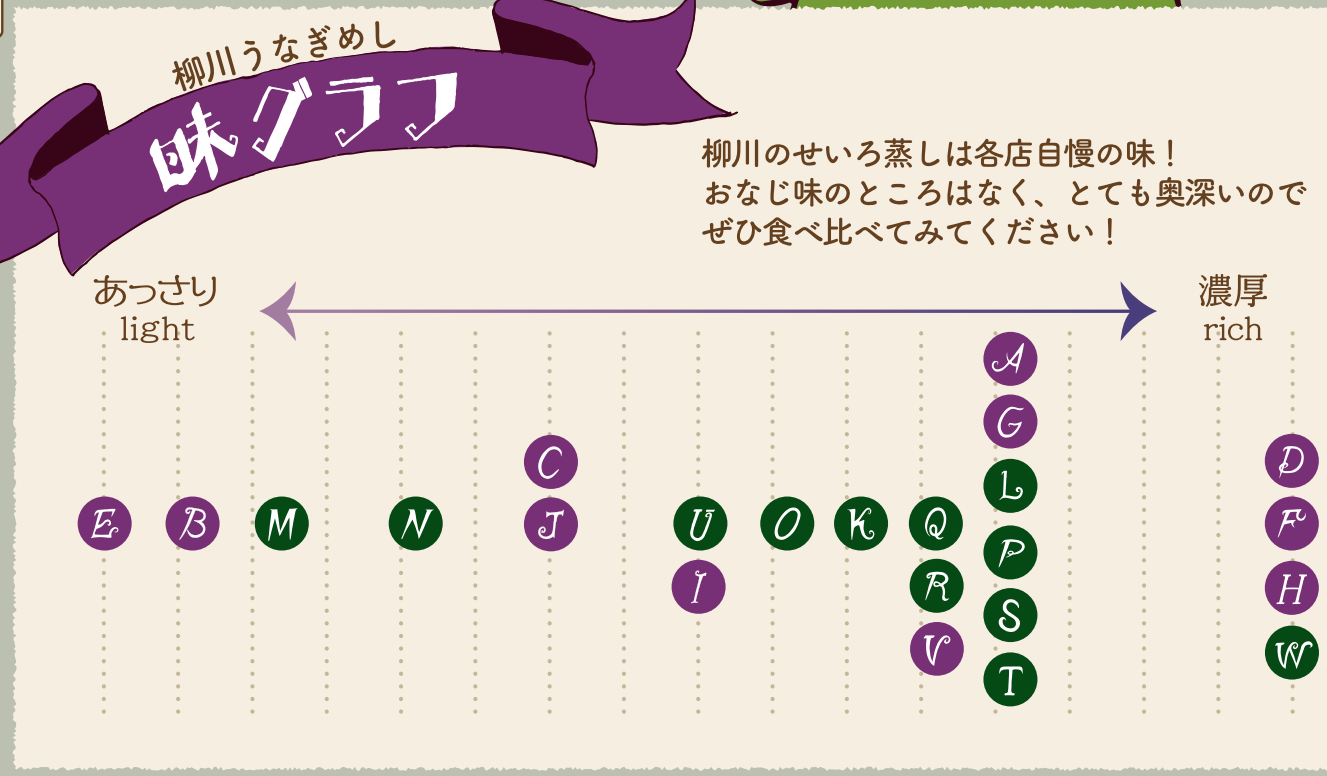 柳川うなぎめし
味グラフ
柳川のせいろ蒸しは各店自慢の味！
おなじ味のところはなく、とても奥深いので
ぜひ食べ比べてみてください！
あっさり
light
濃厚
rich
A
G
C
L
D
E
B
M
N
J
U
O
K
Q
P
F
I
R
S
H
V
T
W